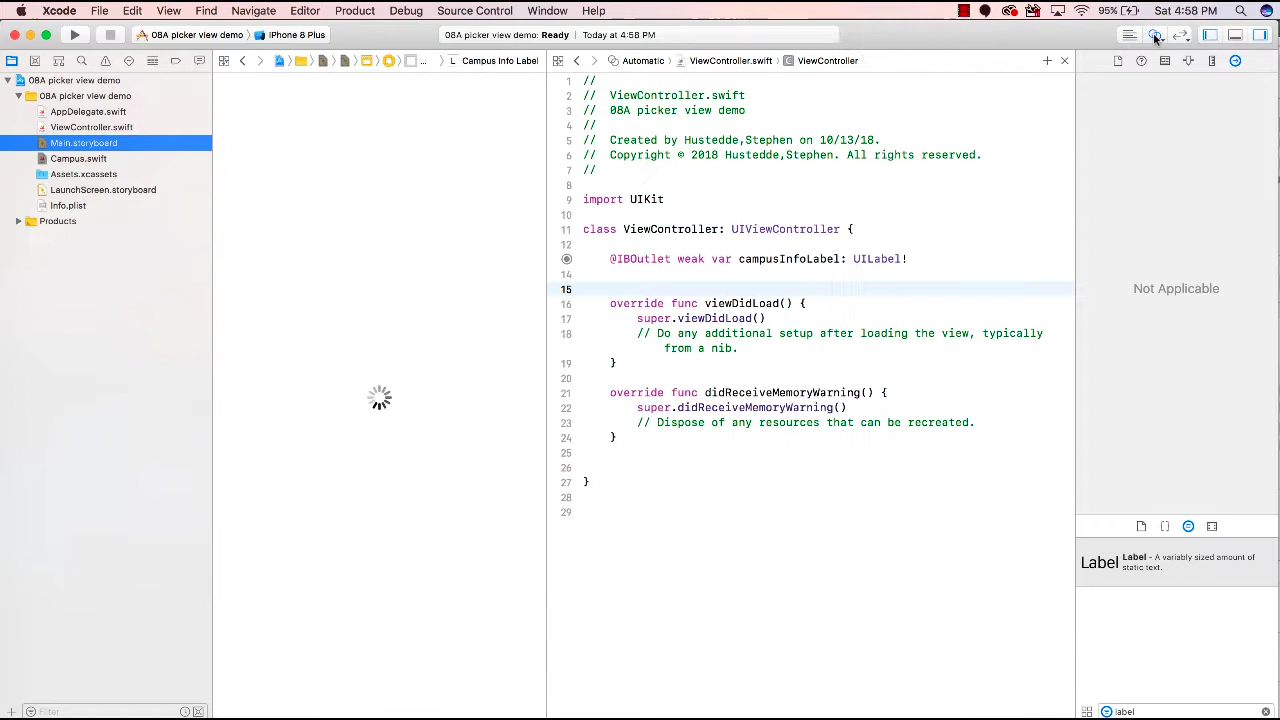 Xcode File Edit View Find Navigate Editor Product Debug Source Control Window Help 95% Sat 4:58 PM
08A picker view demo iPhone 8 Plus 08A picker view demo: Ready Today at 4:58 PM
... Campus Info Label Automatic ViewController.swift ViewController
08A picker view demo
08A picker view demo
AppDelegate.swift
ViewController.swift
Main.storyboard
Campus.swift
Assets.xcassets
LaunchScreen.storyboard
Info.plist
Products
1 //
2 // ViewController.swift
3 // 08A picker view demo
4 //
5 // Created by Hustedde,Stephen on 10/13/18.
6 // Copyright © 2018 Hustedde,Stephen. All rights reserved.
7 //
8
9 import UIKit
10
11 class ViewController: UIViewController {
12
@IBOutlet weak var campusInfoLabel: UILabel!
14
15
16 override func viewDidLoad() {
17 super.viewDidLoad()
18 // Do any additional setup after loading the view, typically
from a nib.
19 }
20
21 override func didReceiveMemoryWarning() {
22 super.didReceiveMemoryWarning()
23 // Dispose of any resources that can be recreated.
24 }
25
26
27 }
28
29
Not Applicable
Label Label - A variably sized amount of
static text.
Filter
label